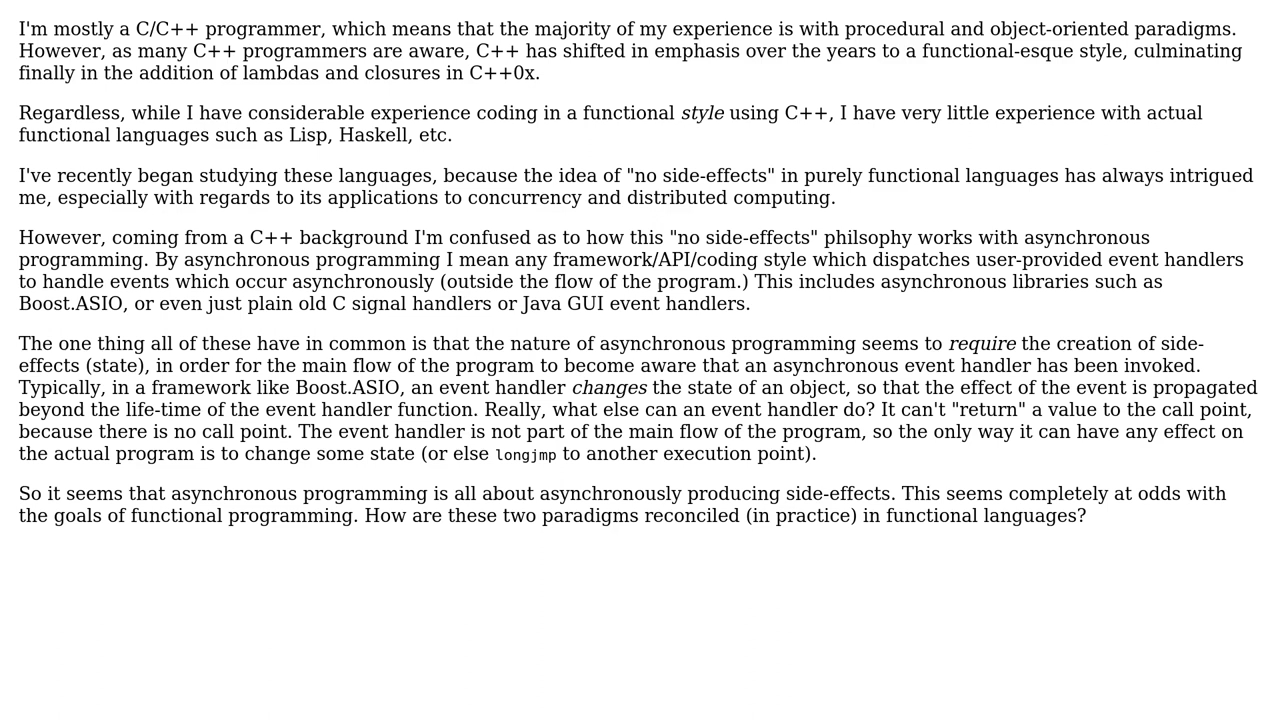 I'm mostly a C/C++ programmer, which means that the majority of my experience is with procedural and object-oriented paradigms.
However, as many C++ programmers are aware, C++ has shifted in emphasis over the years to a functional-esque style, culminating
finally in the addition of lambdas and closures in C++0x.
Regardless, while I have considerable experience coding in a functional style using C++, I have very little experience with actual
functional languages such as Lisp, Haskell, etc.
I've recently began studying these languages, because the idea of "no side-effects" in purely functional languages has always intrigued
me, especially with regards to its applications to concurrency and distributed computing.
However, coming from a C++ background I'm confused as to how this "no side-effects" philsophy works with asynchronous
programming. By asynchronous programming I mean any framework/API/coding style which dispatches user-provided event handlers
to handle events which occur asynchronously (outside the flow of the program.) This includes asynchronous libraries such as
Boost.ASIO, or even just plain old C signal handlers or Java GUI event handlers.
The one thing all of these have in common is that the nature of asynchronous programming seems to require the creation of side-
effects (state), in order for the main flow of the program to become aware that an asynchronous event handler has been invoked.
Typically, in a framework like Boost.ASIO, an event handler changes the state of an object, so that the effect of the event is propagated
beyond the life-time of the event handler function. Really, what else can an event handler do? It can't "return" a value to the call point,
because there is no call point. The event handler is not part of the main flow of the program, so the only way it can have any effect on
the actual program is to change some state (or else longjmp to another execution point).
So it seems that asynchronous programming is all about asynchronously producing side-effects. This seems completely at odds with
the goals of functional programming. How are these two paradigms reconciled (in practice) in functional languages?